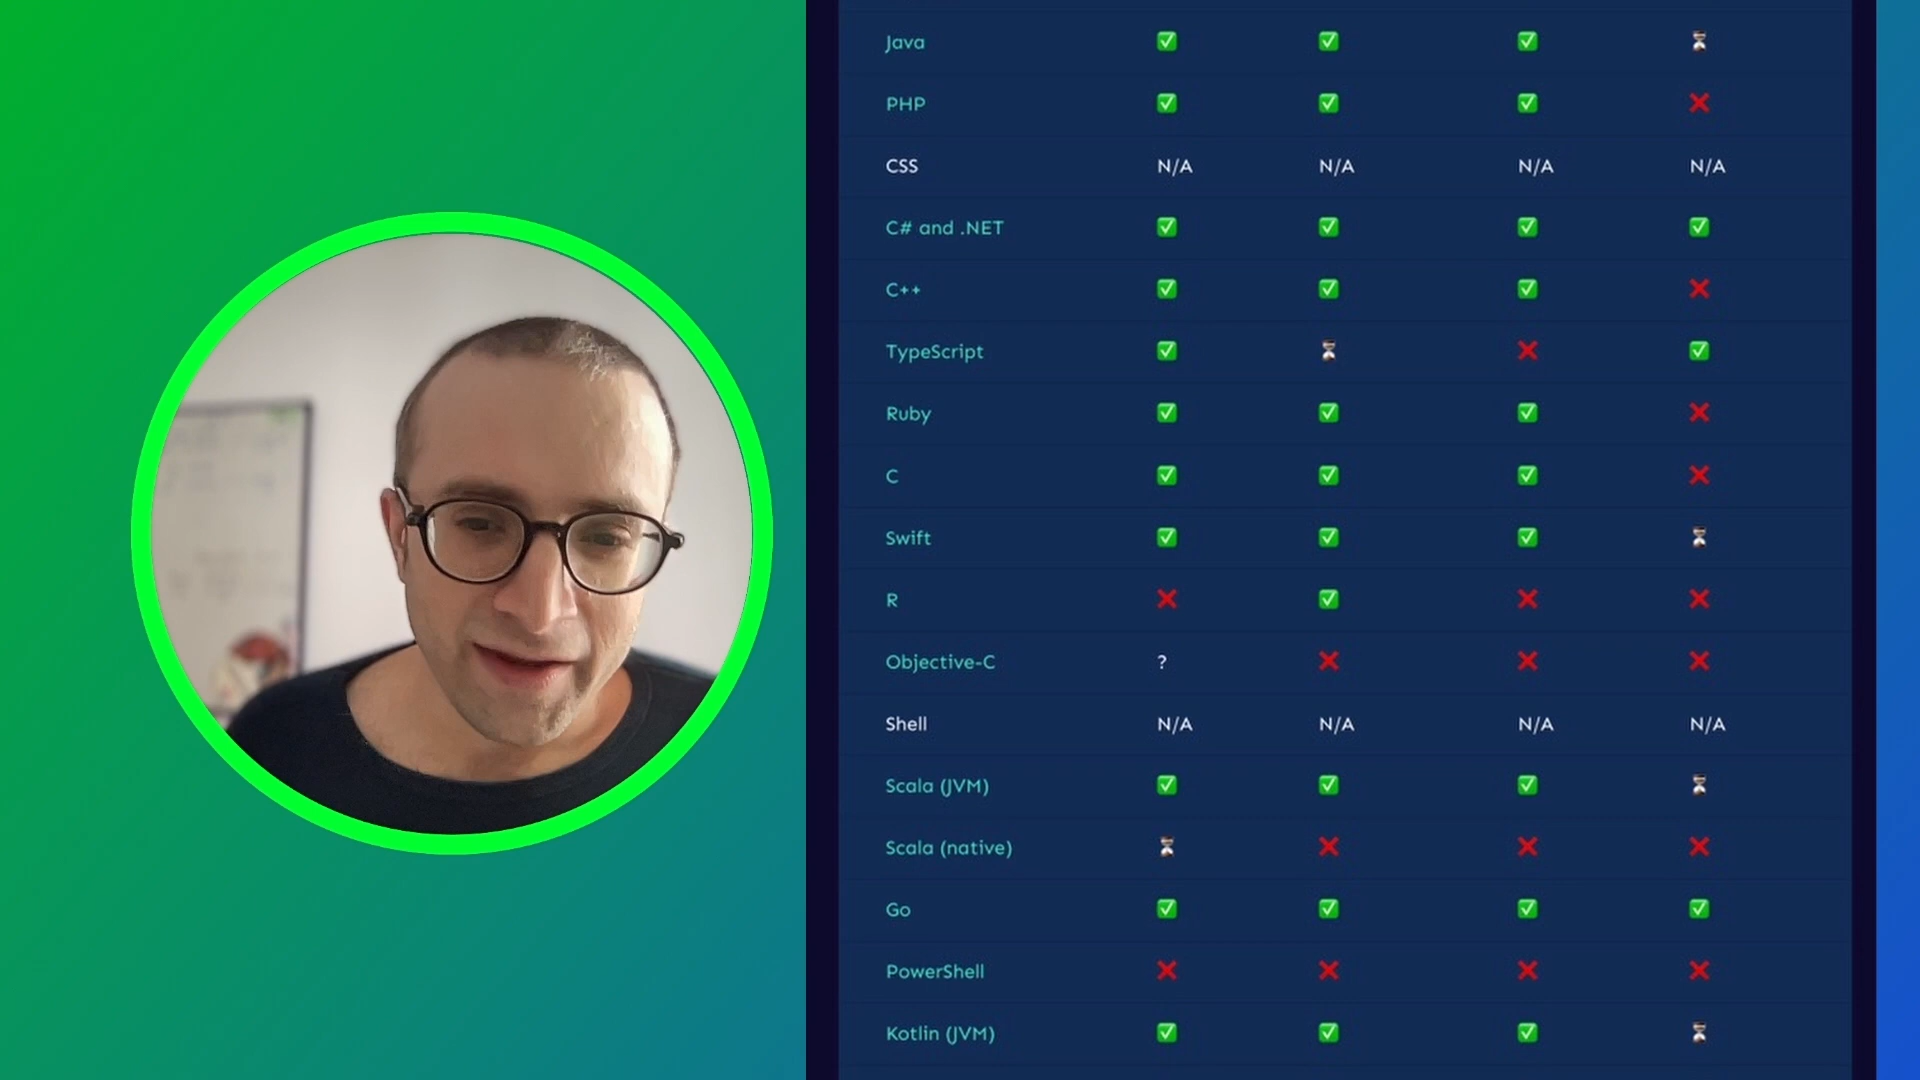 Java ✅ ✅ ✅ ⏳
PHP ✅ ✅ ✅ ❌
CSS N/A N/A N/A N/A
C# and .NET ✅ ✅ ✅ ✅
C++ ✅ ✅ ✅ ❌
TypeScript ✅ ⏳ ❌ ✅
Ruby ✅ ✅ ✅ ❌
C ✅ ✅ ✅ ❌
Swift ✅ ✅ ✅ ⏳
R ❌ ✅ ❌ ❌
Objective-C ? ❌ ❌ ❌
Shell N/A N/A N/A N/A
Scala (JVM) ✅ ✅ ✅ ⏳
Scala (native) ⏳ ❌ ❌ ❌
Go ✅ ✅ ✅ ✅
PowerShell ❌ ❌ ❌ ❌
Kotlin (JVM) ✅ ✅ ✅ ⏳